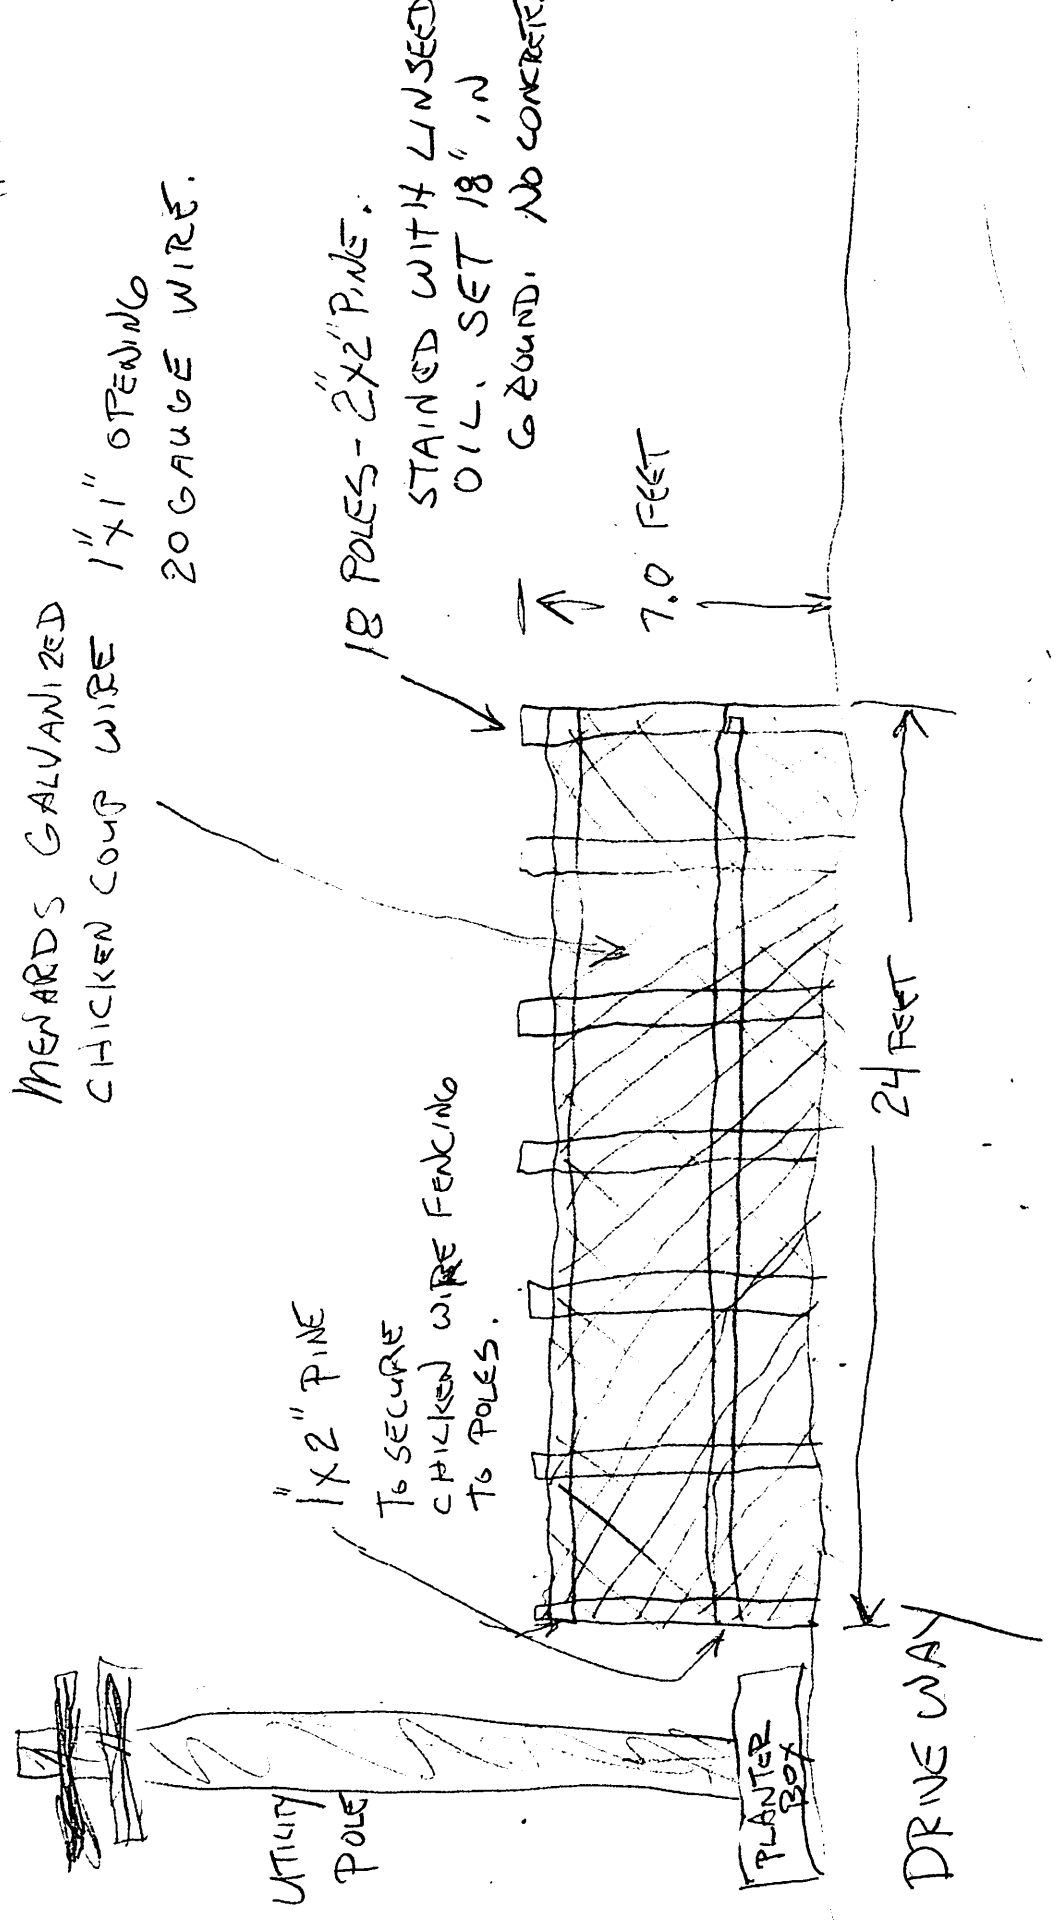 MENARDS GALVANIZED
CHICKEN COUP WIRE 1"X1" OPENING
20 GAUGE WIRE.
18 POLES - 2"X2" PINE.
STAINED WITH LINSEED
OIL. SET 18" IN
GROUND. NO CONCRETE.
1"X2" PINE
TO SECURE
CHICKEN WIRE FENCING
TO POLES.
7.0 FEET
24 FEET
UTILITY
POLE
PLANTER
BOX
DRIVE WAY